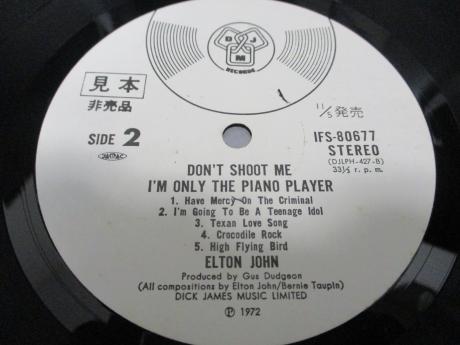 D J M
RECORDS
見本
非売品
11/5 発売
SIDE 2
IFS-80677
STEREO
(DJLPH-427-B)
33⅓ r. p. m.
JASRAC
DON'T SHOOT ME
I'M ONLY THE PIANO PLAYER
1. Have Mercy On The Criminal
2. I'm Going To Be A Teenage Idol
3. Texan Love Song
4. Crocodile Rock
5. High Flying Bird
ELTON JOHN
Produced by Gus Dudgeon
(All compositions by Elton John/Bernie Taupin)
DICK JAMES MUSIC LIMITED
Ⓟ 1972